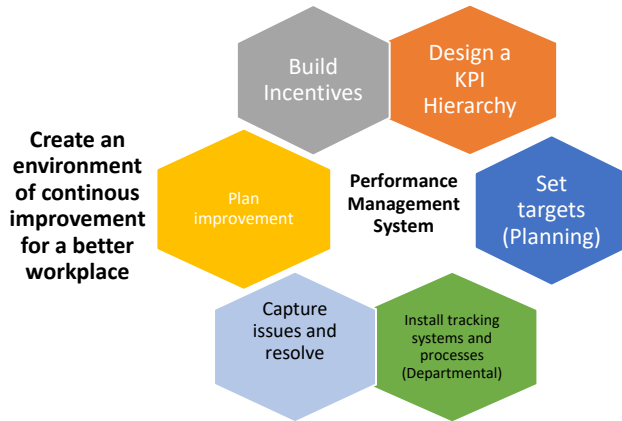 Build
Incentives
Design a
KPI
Hierarchy
Create an
environment
of continous
improvement
for a better
workplace
Plan
improvement
Performance
Management
System
Set
targets
(Planning)
Capture
issues and
resolve
Install tracking
systems and
processes
(Departmental)